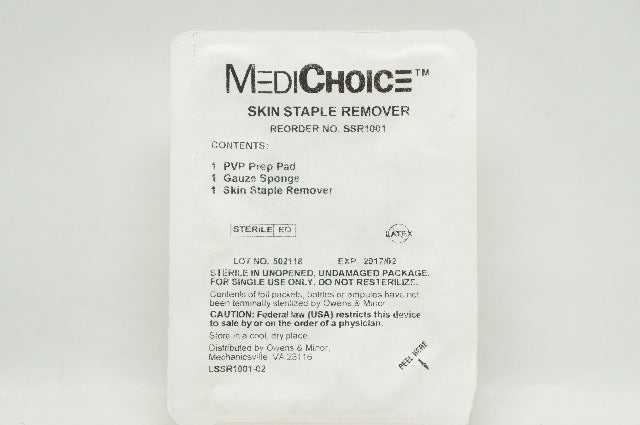 MEDICHOICE™
SKIN STAPLE REMOVER
REORDER NO. SSR1001
CONTENTS:
1 PVP Prep Pad
1 Gauze Sponge
1 Skin Staple Remover
STERILE EO
LATEX
LOT NO. 502118 EXP. 2017/02
STERILE IN UNOPENED, UNDAMAGED PACKAGE.
FOR SINGLE USE ONLY. DO NOT RESTERILIZE.
Contents of foil packets, bottles or ampules have not
been terminally sterilized by Owens & Minor
CAUTION: Federal law (USA) restricts this device
to sale by or on the order of a physician.
Store in a cool, dry place.
Distributed by Owens & Minor,
Mechanicsville, VA 23116
PEEL HERE
LSSR1001-02